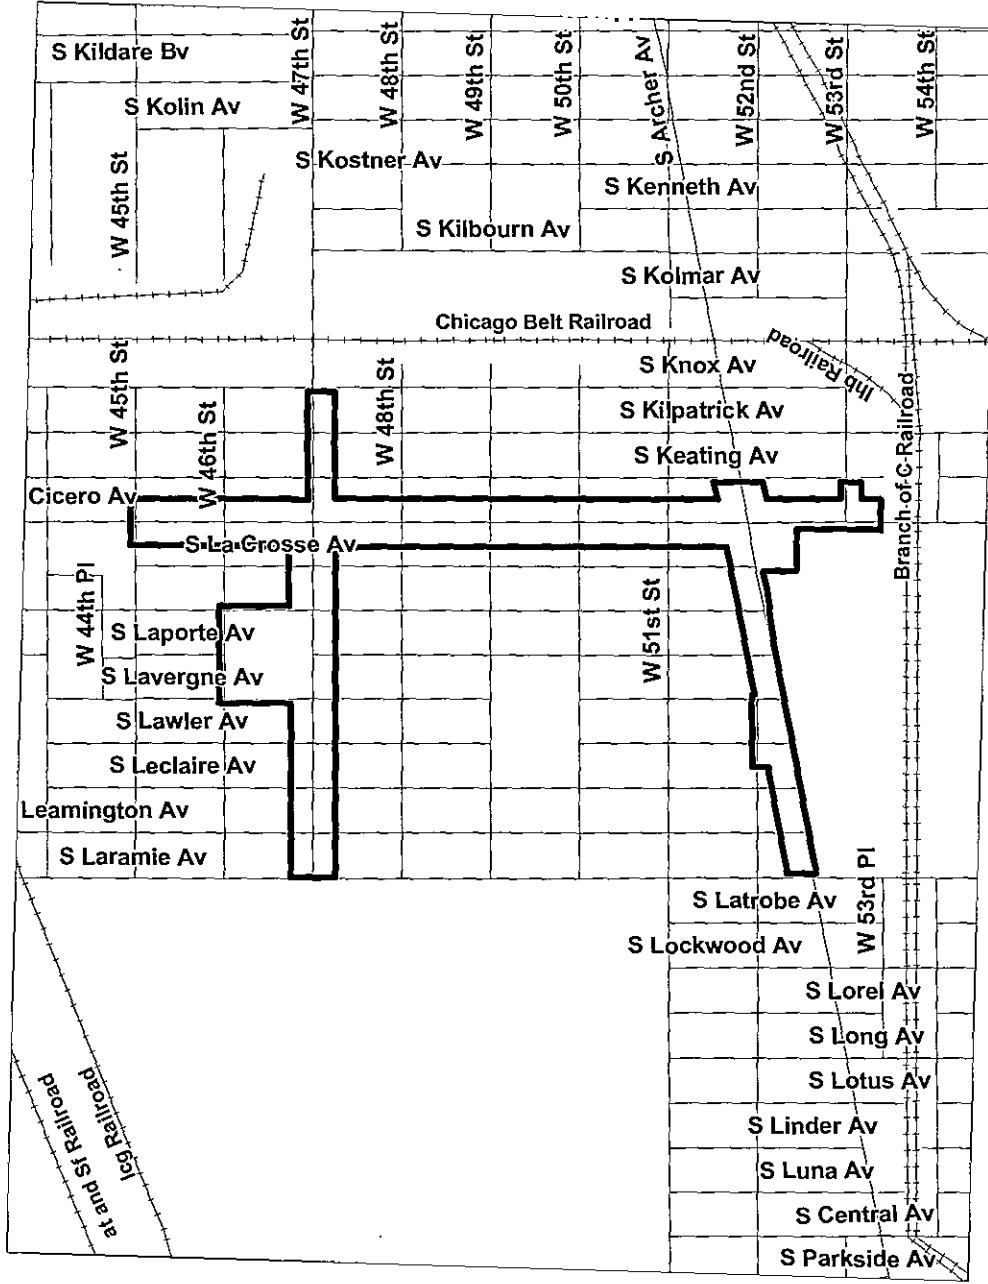 S Kildare Bv
S Kolin Av
W 47th St
W 48th St
W 49th St
W 50th St
S Archer Av
W 52nd St
W 53rd St
W 54th St
W 45th St
S Kostner Av
S Kenneth Av
S Kilbourn Av
S Kolmar Av
Chicago Belt Railroad
S Knox Av
Ihb Railroad
W 45th St
W 46th St
W 48th St
S Kilpatrick Av
S Keating Av
Cicero Av
S La Crosse Av
Branch-of-C-Railroad
W 44th Pl
S Laporte Av
W 51st St
S Lavergne Av
S Lawler Av
S Leclaire Av
Leamington Av
S Laramie Av
S Latrobe Av
W 53rd Pl
S Lockwood Av
S Lorel Av
S Long Av
S Lotus Av
S Linder Av
S Luna Av
S Central Av
S Parkside Av
at and Sf Railroad
Icg Railroad